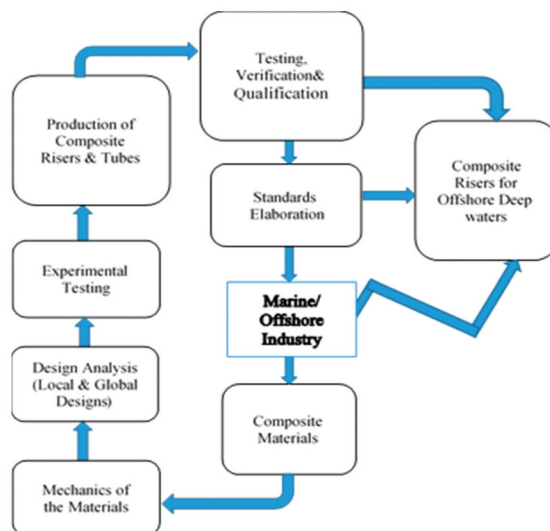 Testing,
Verification&
Qualification
Production of
Composite
Risers & Tubes
Composite
Risers for
Offshore Deep
waters
Standards
Elaboration
Experimental
Testing
Marine/
Offshore
Industry
Design Analysis
(Local & Global
Designs)
Composite
Materials
Mechanics of
the Materials